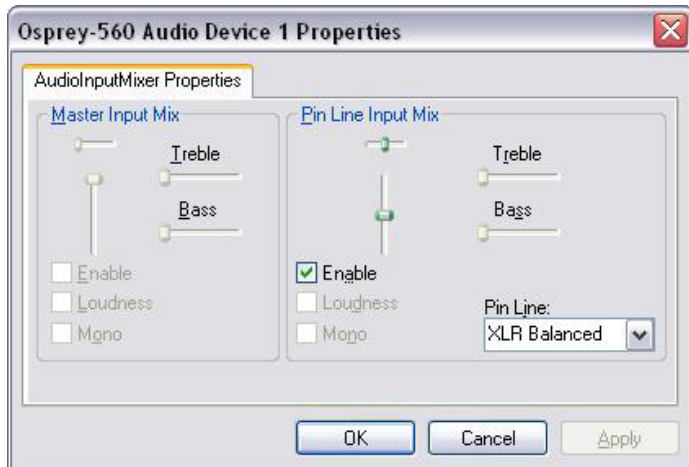 Osprey-560 Audio Device 1 Properties
AudioInputMixer Properties
Master Input Mix
Treble
Bass
Enable
Loudness
Mono
Pin Line Input Mix
Treble
Bass
Enable
Loudness
Mono
Pin Line:
XLR Balanced
OK Cancel Apply